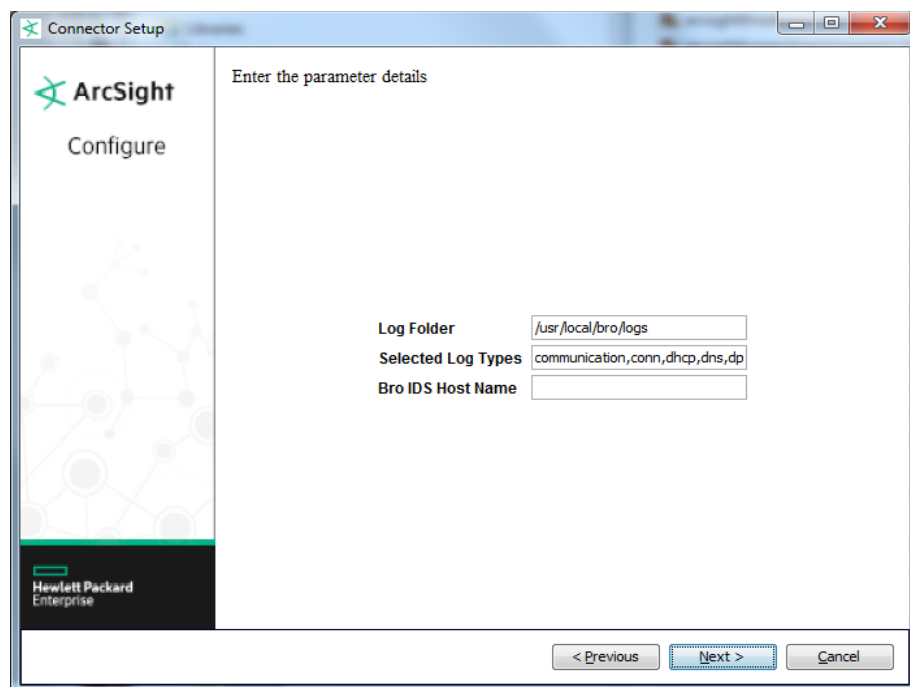 Connector Setup
ArcSight
Configure
Enter the parameter details
Log Folder /usr/local/bro/logs
Selected Log Types communication,conn,dhcp,dns,dp
Bro IDS Host Name
Hewlett Packard
Enterprise
< Previous Next > Cancel